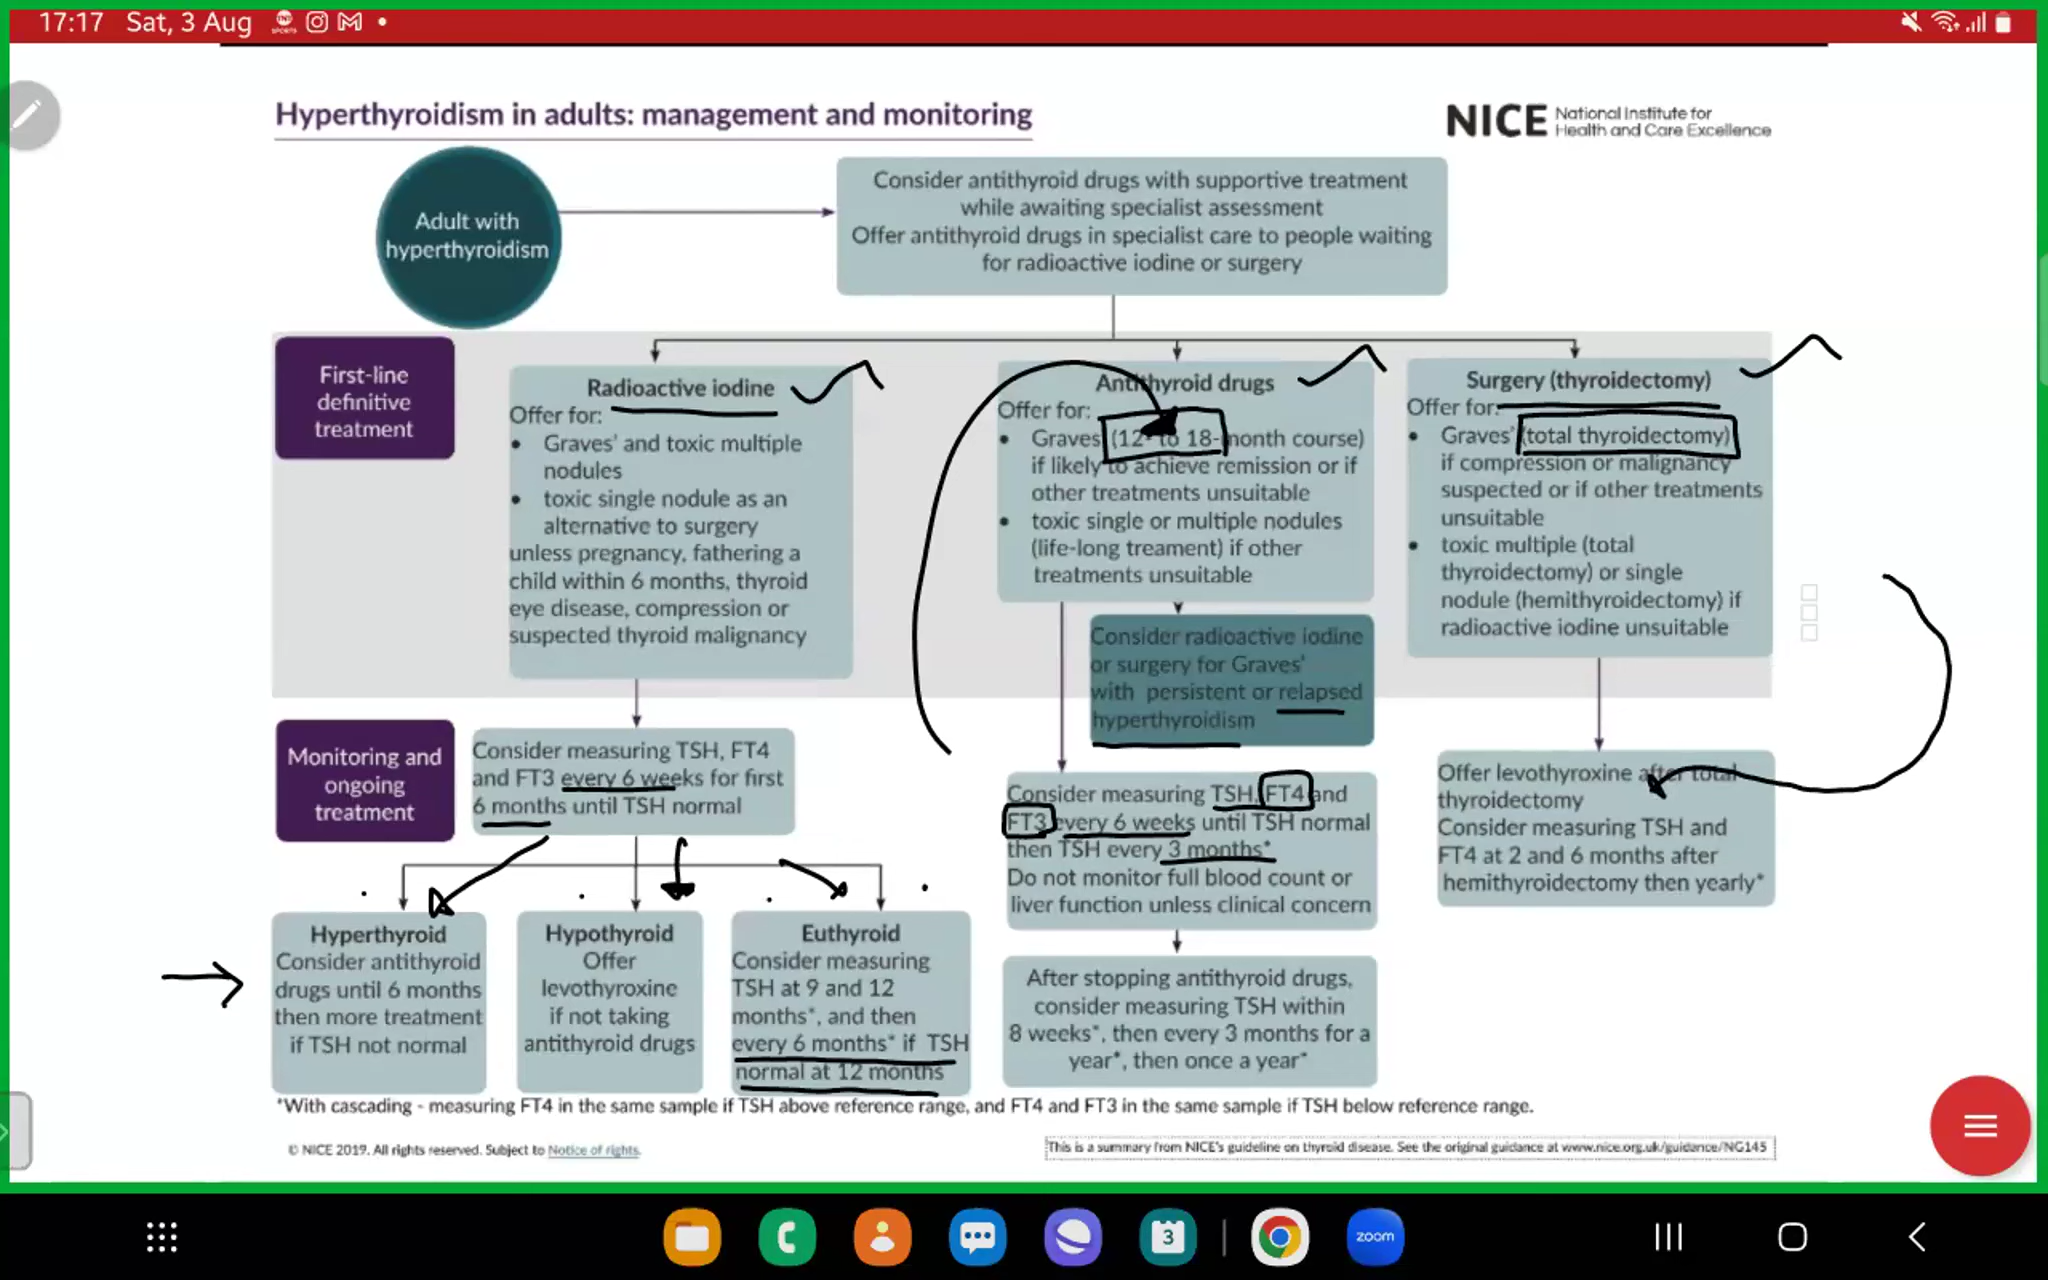 17:17 Sat, 3 Aug
Hyperthyroidism in adults: management and monitoring
NICE National Institute for
Health and Care Excellence
Adult with
hyperthyroidism
Consider antithyroid drugs with supportive treatment
while awaiting specialist assessment
Offer antithyroid drugs in specialist care to people waiting
for radioactive iodine or surgery
First-line
definitive
treatment
Radioactive iodine
Offer for:
• Graves' and toxic multiple
nodules
• toxic single nodule as an
alternative to surgery
unless pregnancy, fathering a
child within 6 months, thyroid
eye disease, compression or
suspected thyroid malignancy
Antithyroid drugs
Offer for:
• Graves' (12- to 18-month course)
if likely to achieve remission or if
other treatments unsuitable
• toxic single or multiple nodules
(life-long treament) if other
treatments unsuitable
Consider radioactive iodine
or surgery for Graves'
with persistent or relapsed
hyperthyroidism
Surgery (thyroidectomy)
Offer for:
• Graves' (total thyroidectomy)
if compression or malignancy
suspected or if other treatments
unsuitable
• toxic multiple (total
thyroidectomy) or single
nodule (hemithyroidectomy) if
radioactive iodine unsuitable
Monitoring and
ongoing
treatment
Consider measuring TSH, FT4
and FT3 every 6 weeks for first
6 months until TSH normal
Consider measuring TSH, FT4 and
FT3 every 6 weeks until TSH normal
then TSH every 3 months*
Do not monitor full blood count or
liver function unless clinical concern
Offer levothyroxine after total
thyroidectomy
Consider measuring TSH and
FT4 at 2 and 6 months after
hemithyroidectomy then yearly*
Hyperthyroid
Consider antithyroid
drugs until 6 months
then more treatment
if TSH not normal
Hypothyroid
Offer
levothyroxine
if not taking
antithyroid drugs
Euthyroid
Consider measuring
TSH at 9 and 12
months*, and then
every 6 months* if TSH
normal at 12 months
After stopping antithyroid drugs,
consider measuring TSH within
8 weeks*, then every 3 months for a
year*, then once a year*
*With cascading - measuring FT4 in the same sample if TSH above reference range, and FT4 and FT3 in the same sample if TSH below reference range.
© NICE 2019. All rights reserved. Subject to Notice of rights.
This is a summary from NICE's guideline on thyroid disease. See the original guidance at www.nice.org.uk/guidance/NG145
3
zoom